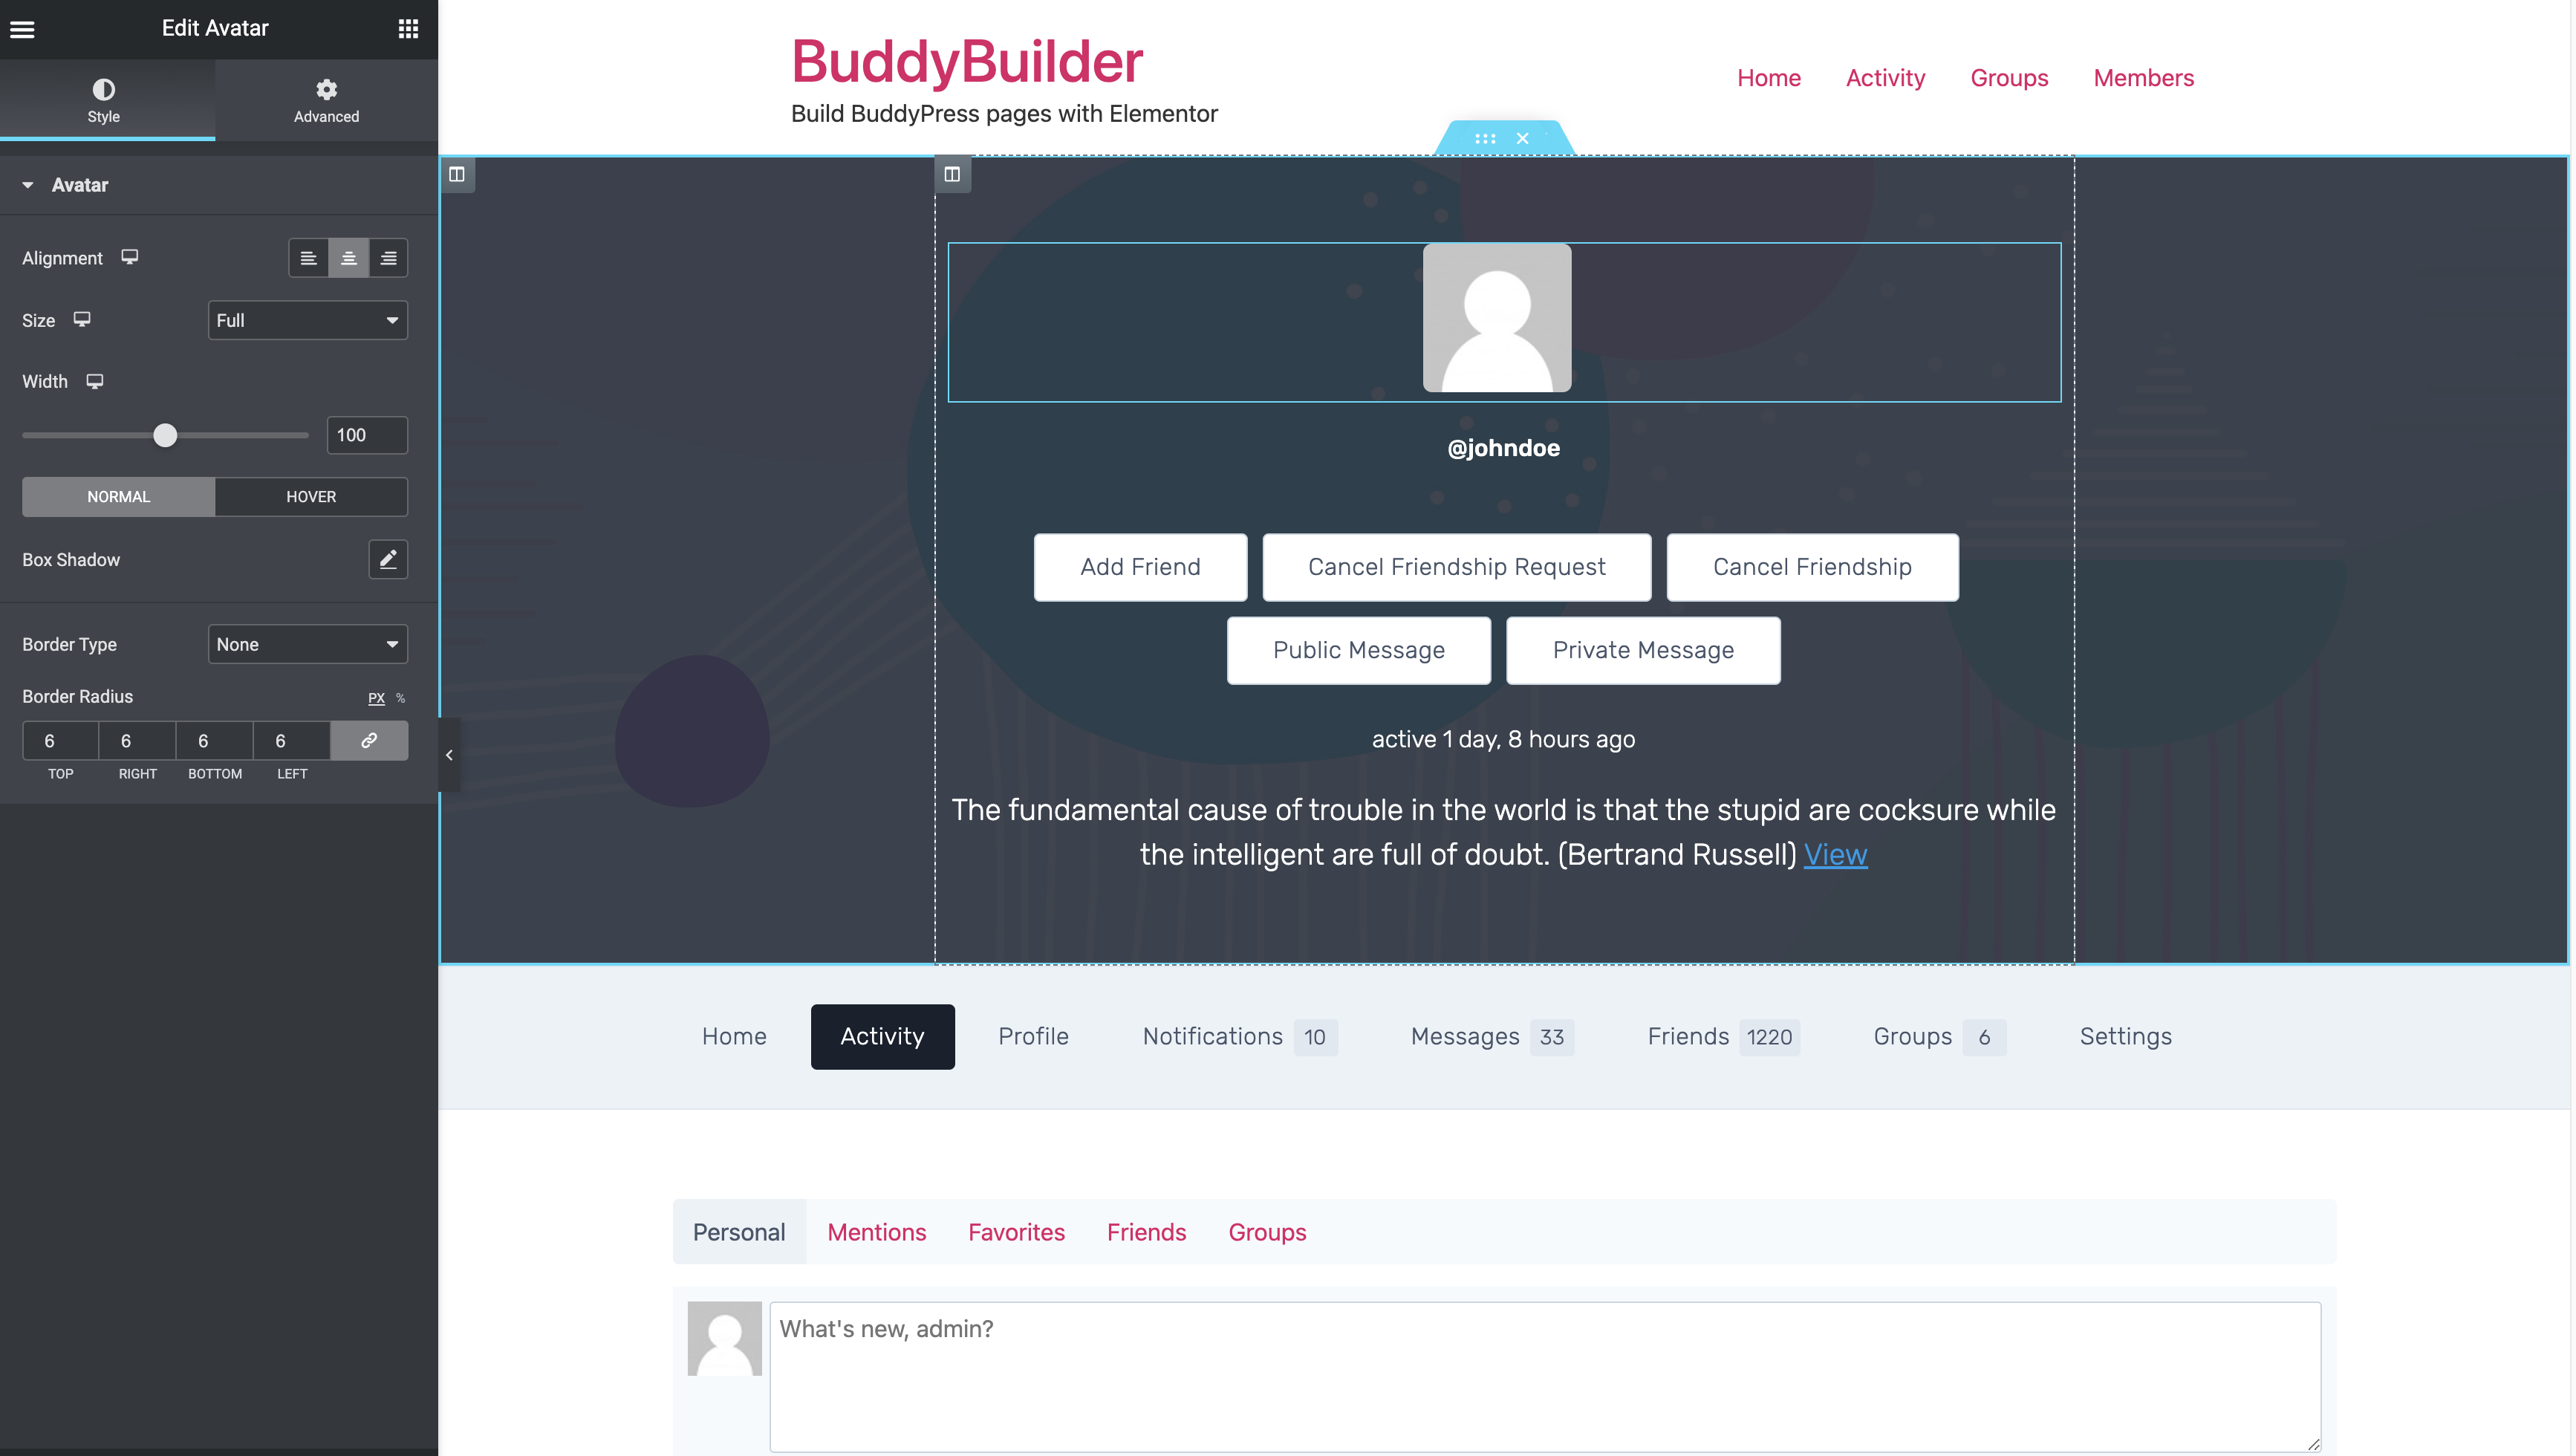 Edit Avatar
Style
Advanced
Avatar
Alignment
Size
Full
Width
100
NORMAL
HOVER
Box Shadow
Border Type
None
Border Radius
PX %
6 6 6 6
TOP RIGHT BOTTOM LEFT
BuddyBuilder
Build BuddyPress pages with Elementor
Home Activity Groups Members
@johndoe
Add Friend Cancel Friendship Request Cancel Friendship
Public Message Private Message
active 1 day, 8 hours ago
The fundamental cause of trouble in the world is that the stupid are cocksure while
the intelligent are full of doubt. (Bertrand Russell) View
Home Activity Profile Notifications 10 Messages 33 Friends 1220 Groups 6 Settings
Personal Mentions Favorites Friends Groups
What's new, admin?